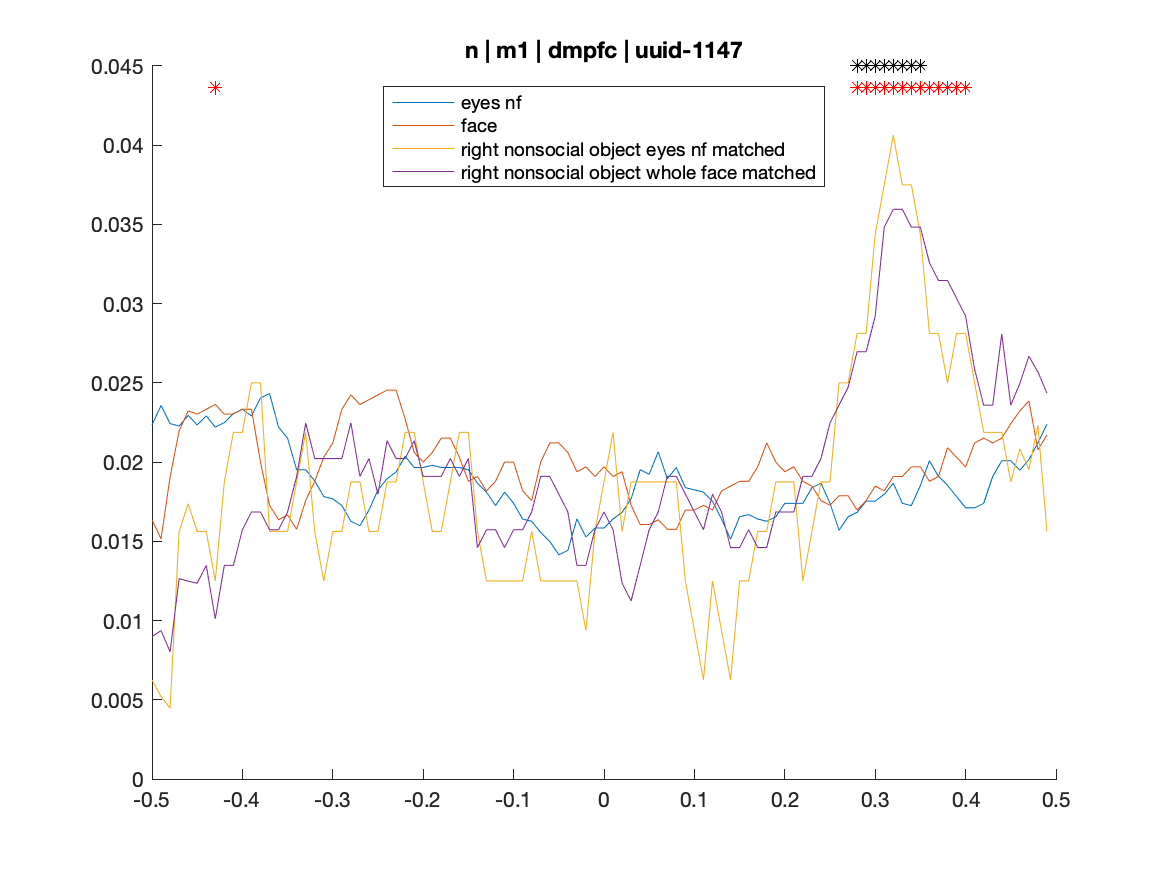 n | m1 | dmpfc | uuid-1147
0.045
0.04
0.035
0.03
0.025
0.02
0.015
0.01
0.005
0
eyes nf
face
right nonsocial object eyes nf matched
right nonsocial object whole face matched
-0.5 -0.4 -0.3 -0.2 -0.1 0 0.1 0.2 0.3 0.4 0.5